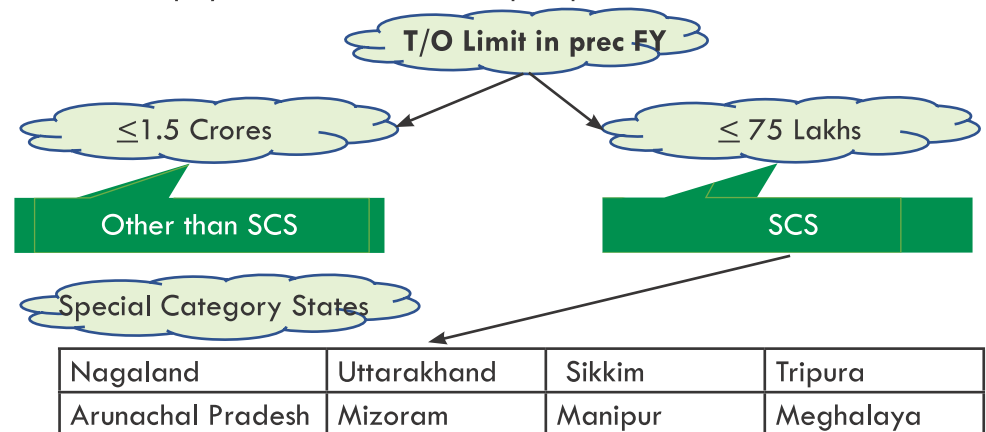 T/O Limit in prec FY
≤1.5 Crores
≤ 75 Lakhs
Other than SCS
SCS
Special Category States
Nagaland Uttarakhand Sikkim Tripura
Arunachal Pradesh Mizoram Manipur Meghalaya